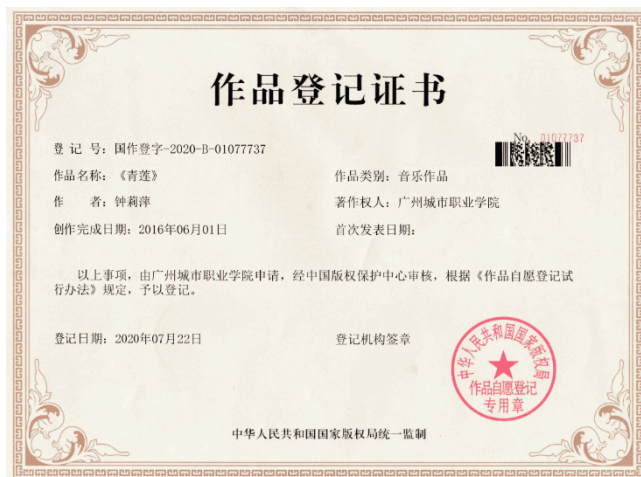 作品登记证书
No. 01077737
登 记 号：国作登字-2020-B-01077737
作品名称：《青莲》 作品类别：音乐作品
作 者：钟莉萍 著作权人：广州城市职业学院
创作完成日期：2016年06月01日 首次发表日期：
以上事项，由广州城市职业学院申请，经中国版权保护中心审核，根据《作品自愿登记试
行办法》规定，予以登记。
登记日期：2020年07月22日 登记机构签章
中华人民共和国国家版权局
作品自愿登记
专用章
中华人民共和国国家版权局统一监制